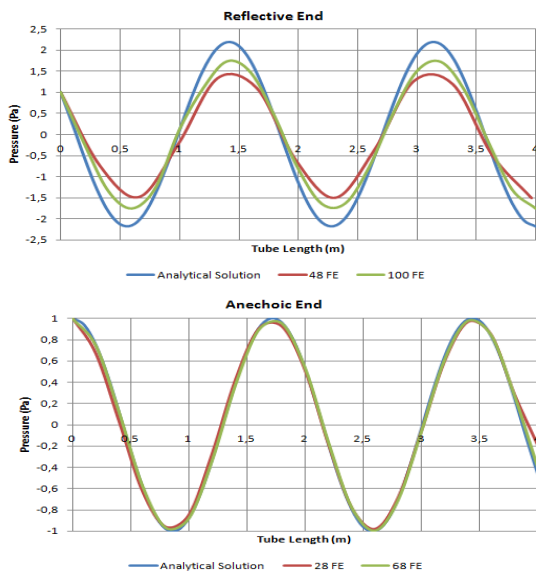 Reflective End
2,5
2
1,5
1
0,5
0
-0,5
-1
-1,5
-2
-2,5
Pressure (Pa)
0 0,5 1 1,5 2 2,5 3 3,5 4
Tube Length (m)
Analytical Solution 48 FE 100 FE
Anechoic End
1
0,8
0,6
0,4
0,2
0
-0,2
-0,4
-0,6
-0,8
-1
Pressure (Pa)
0 0,5 1 1,5 2 2,5 3 3,5
Tube Length (m)
Analytical Solution 28 FE 68 FE